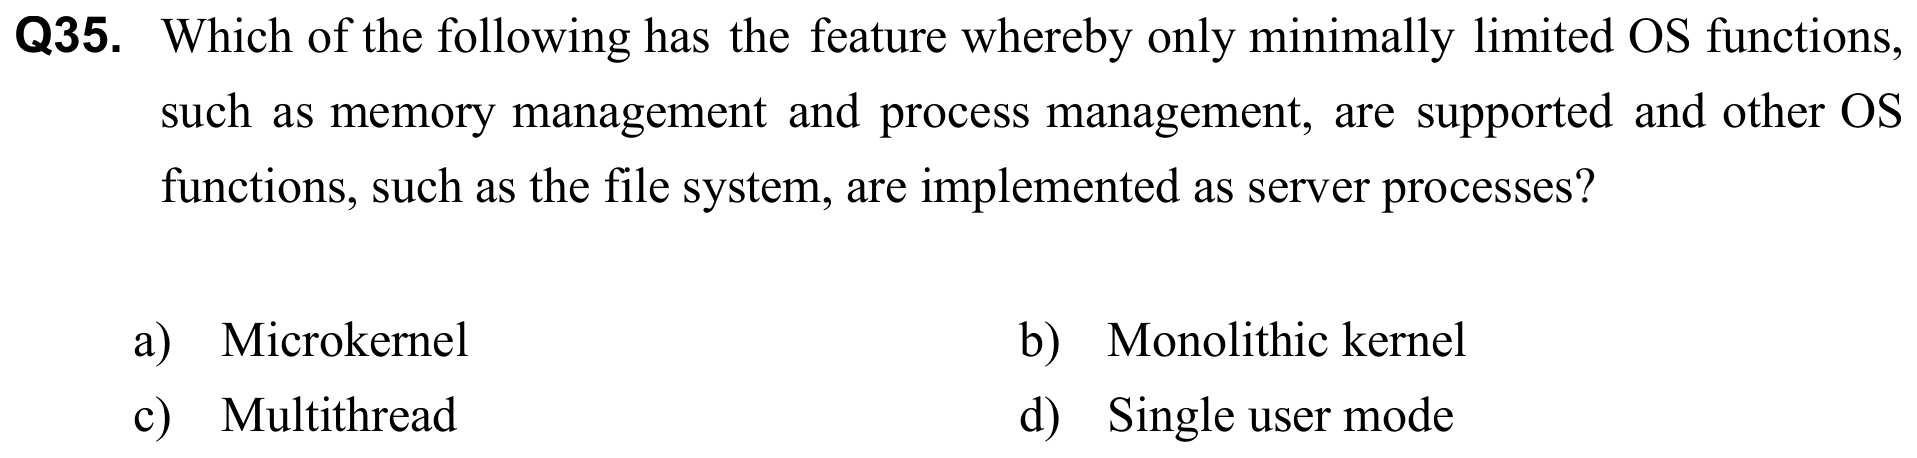 Q35. Which of the following has the feature whereby only minimally limited OS functions,
such as memory management and process management, are supported and other OS
functions, such as the file system, are implemented as server processes?
a) Microkernel b) Monolithic kernel
c) Multithread d) Single user mode